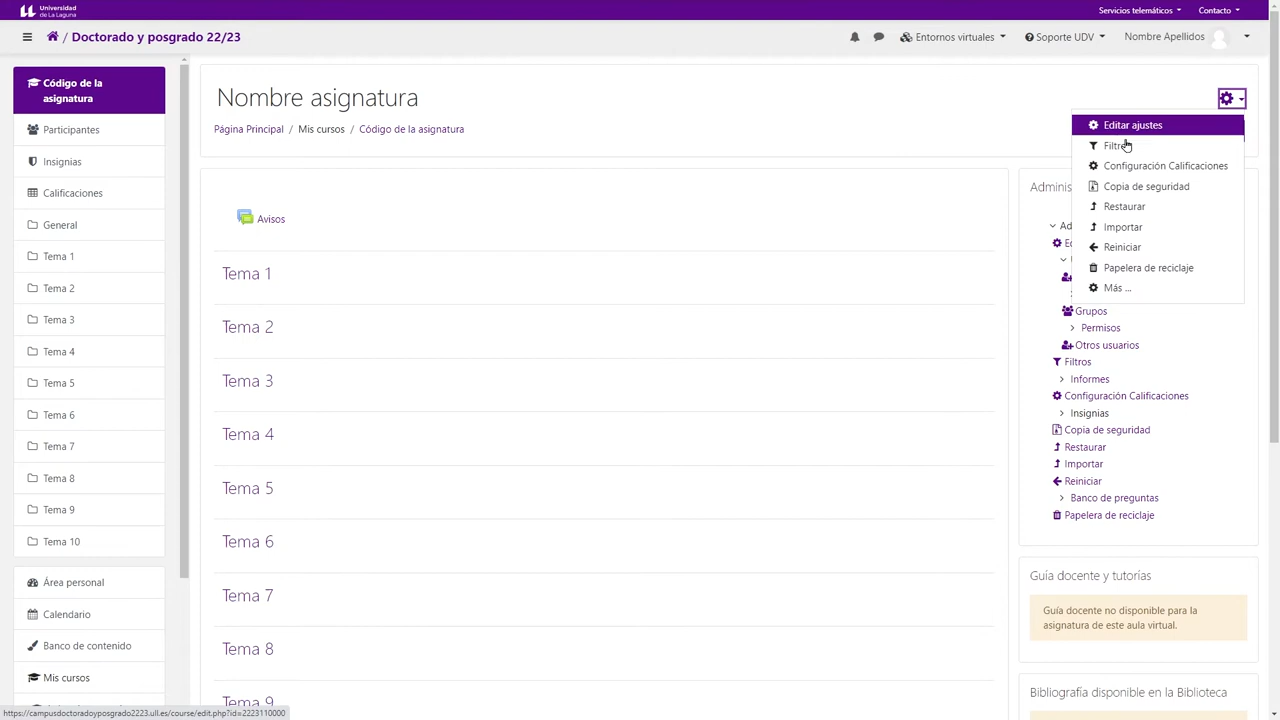 Universidad
de La Laguna
Servicios telemáticos
Contacto
/ Doctorado y posgrado 22/23
Entornos virtuales
Soporte UDV
Nombre Apellidos
Código de la
asignatura
Participantes
Insignias
Calificaciones
General
Tema 1
Tema 2
Tema 3
Tema 4
Tema 5
Tema 6
Tema 7
Tema 8
Tema 9
Tema 10
Área personal
Calendario
Banco de contenido
Mis cursos
Nombre asignatura
Página Principal / Mis cursos / Código de la asignatura
Avisos
Tema 1
Tema 2
Tema 3
Tema 4
Tema 5
Tema 6
Tema 7
Tema 8
Tema 9
Editar ajustes
Configuración Calificaciones
Copia de seguridad
Restaurar
Importar
Reiniciar
Papelera de reciclaje
Más ...
Grupos
Permisos
Otros usuarios
Filtros
Informes
Configuración Calificaciones
Insignias
Copia de seguridad
Restaurar
Importar
Reiniciar
Banco de preguntas
Papelera de reciclaje
Guía docente y tutorías
Guía docente no disponible para la
asignatura de este aula virtual.
Bibliografía disponible en la Biblioteca
https://campusdoctoradoyposgrado2223.ull.es/course/edit.php?id=2223110000